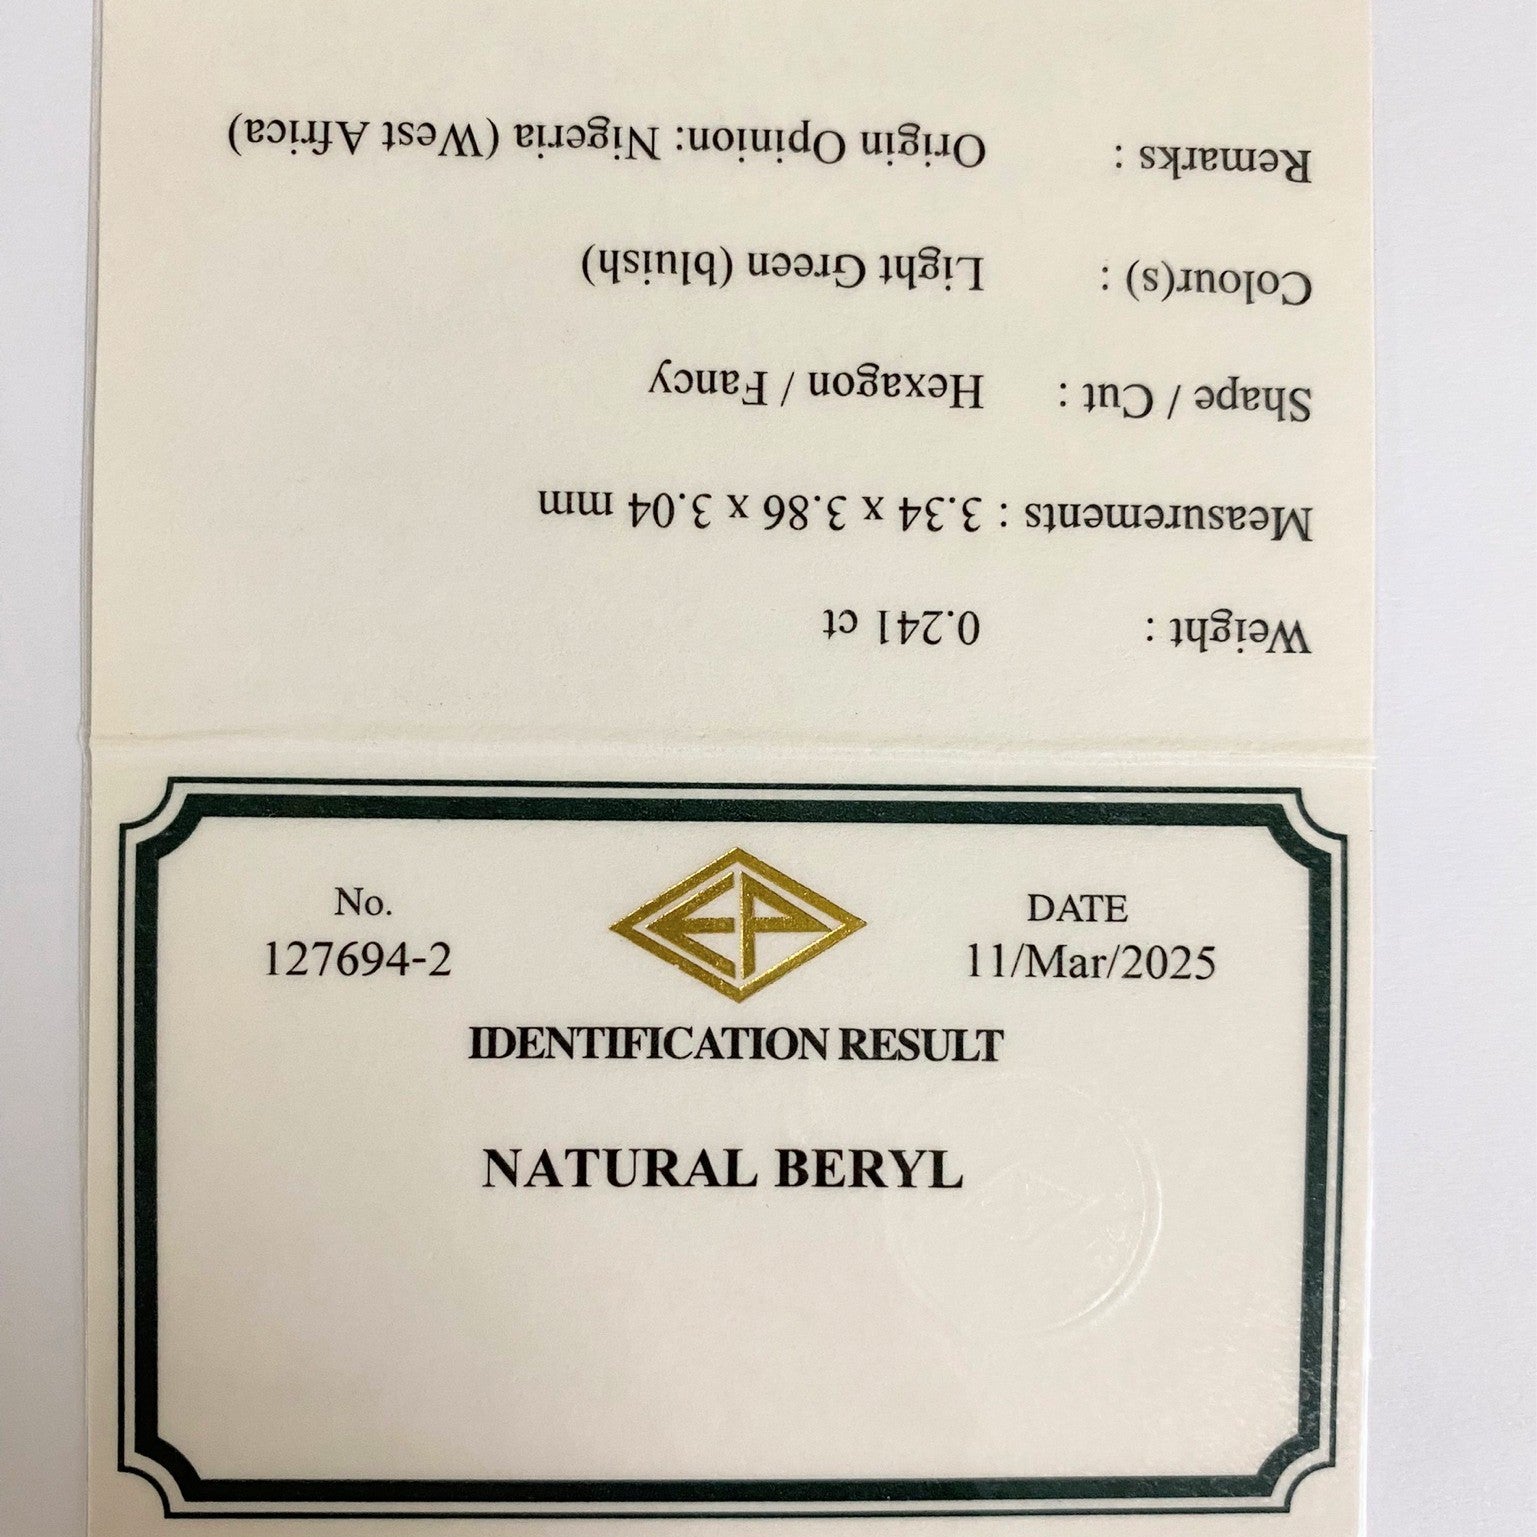 Weight : 0.241 ct
Measurements : 3.34 x 3.86 x 3.04 mm
Shape / Cut : Hexagon / Fancy
Colour(s) : Light Green (bluish)
Remarks : Origin Opinion: Nigeria (West Africa)
EP
No. DATE
127694-2 11/Mar/2025
IDENTIFICATION RESULT
NATURAL BERYL